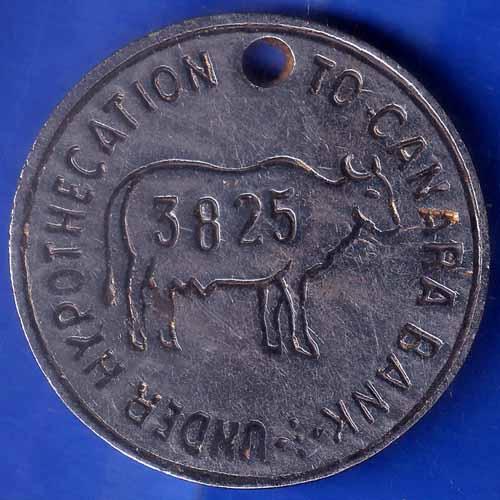 UNDER HYPOTHECATION TO CANARA BANK
3825